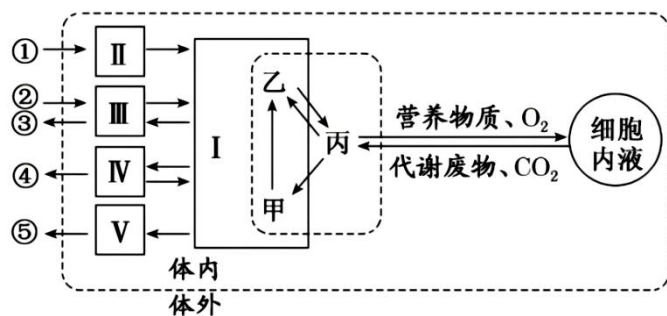 ① Ⅱ
② Ⅲ
③
④ Ⅳ
⑤ Ⅴ
Ⅰ
乙
丙
甲
营养物质、O₂
代谢废物、CO₂
细胞
内液
体内
体外